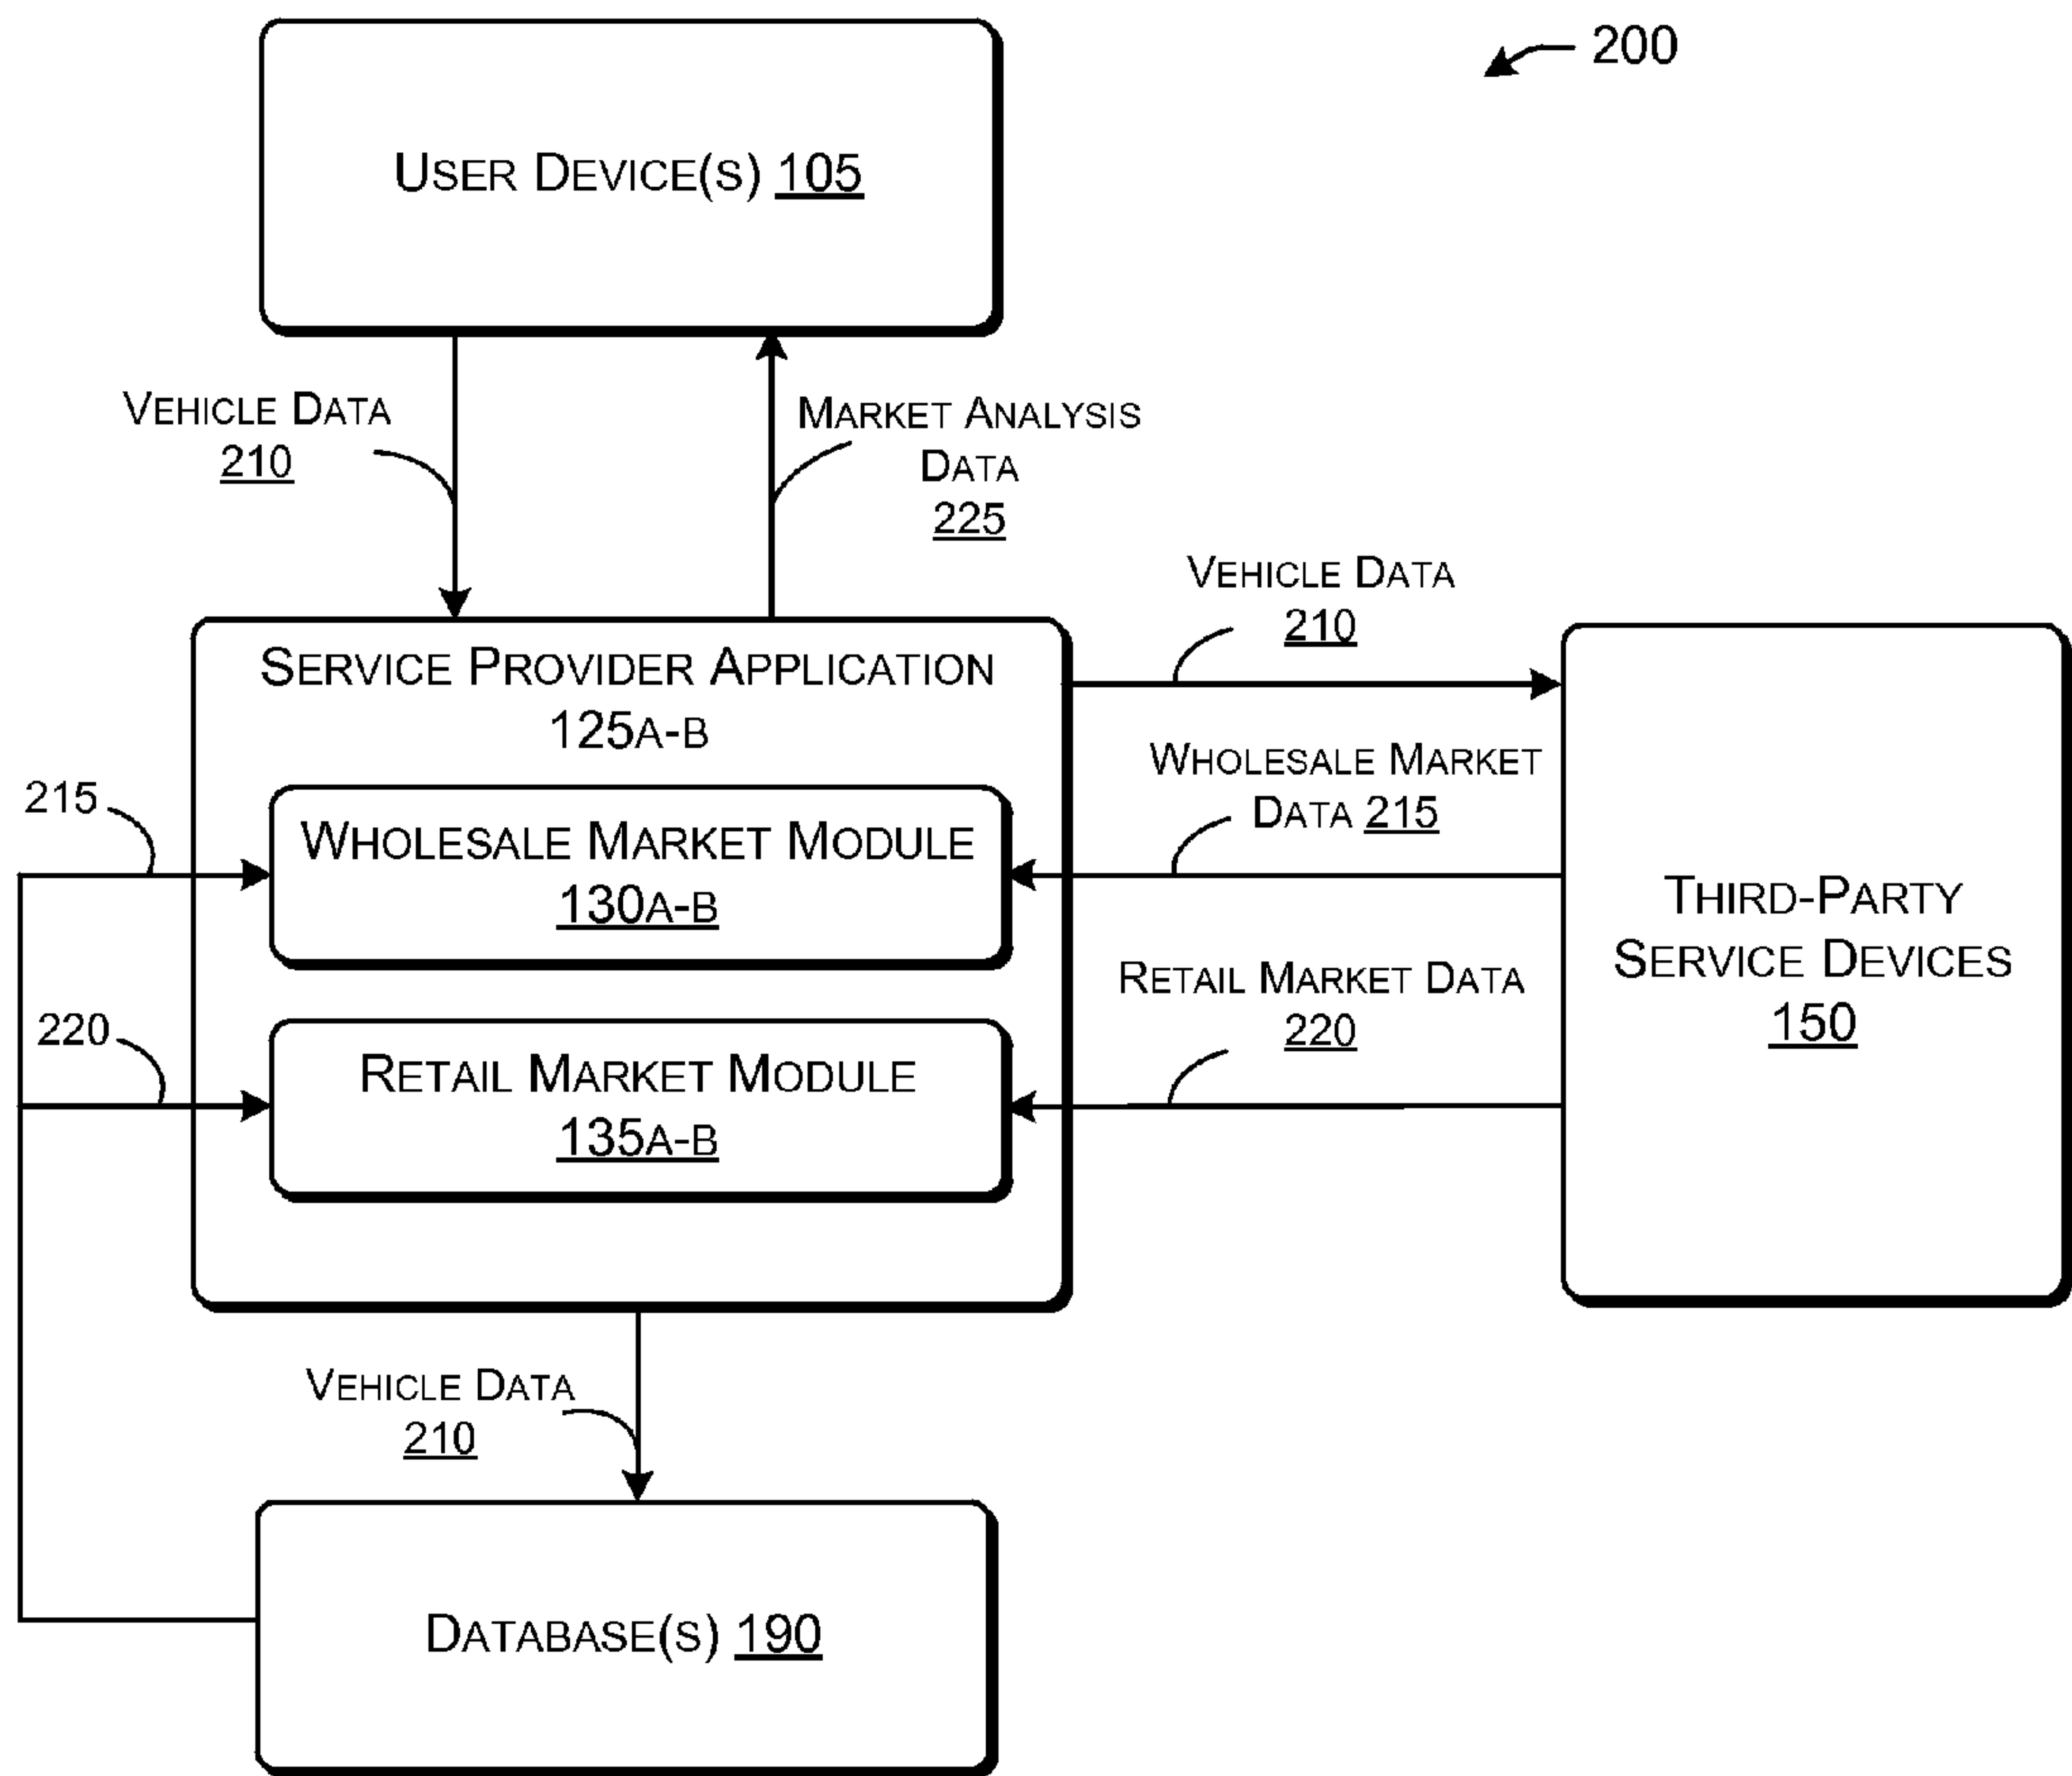 200
USER DEVICE(S) 105
VEHICLE DATA
210
MARKET ANALYSIS
DATA
225
VEHICLE DATA
210
SERVICE PROVIDER APPLICATION
125A-B
WHOLESALE MARKET
DATA 215
215
WHOLESALE MARKET MODULE
130A-B
THIRD-PARTY
SERVICE DEVICES
150
RETAIL MARKET DATA
220
220
RETAIL MARKET MODULE
135A-B
VEHICLE DATA
210
DATABASE(S) 190